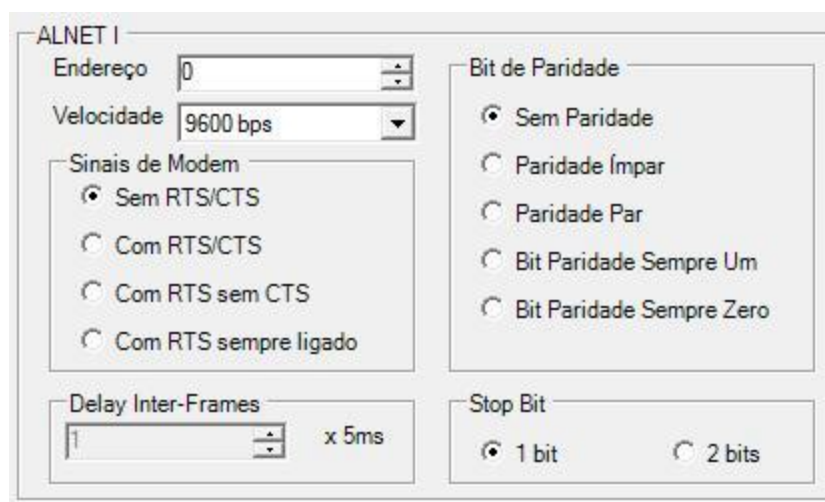 ALNET I
Endereço 0
Velocidade 9600 bps
Sinais de Modem
Sem RTS/CTS
Com RTS/CTS
Com RTS sem CTS
Com RTS sempre ligado
Delay Inter-Frames
1 x 5ms
Bit de Paridade
Sem Paridade
Paridade Ímpar
Paridade Par
Bit Paridade Sempre Um
Bit Paridade Sempre Zero
Stop Bit
1 bit 2 bits